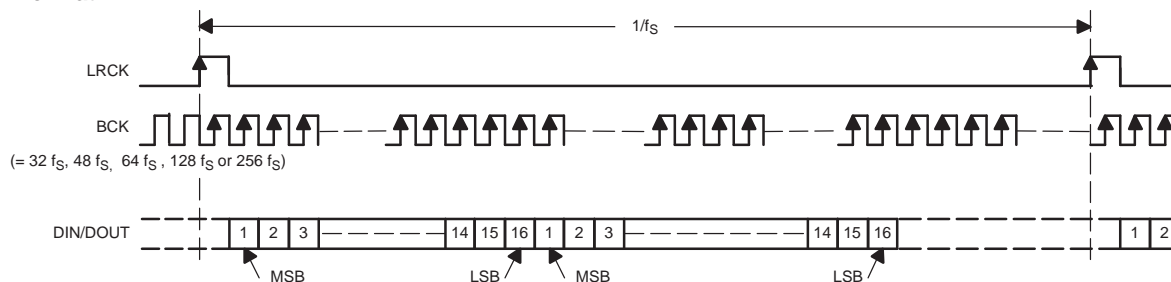 1/fS
LRCK
BCK
(= 32 fS, 48 fS, 64 fS , 128 fS or 256 fS)
DIN/DOUT 1 2 3 14 15 16 1 2 3 14 15 16 1 2
MSB LSB MSB LSB